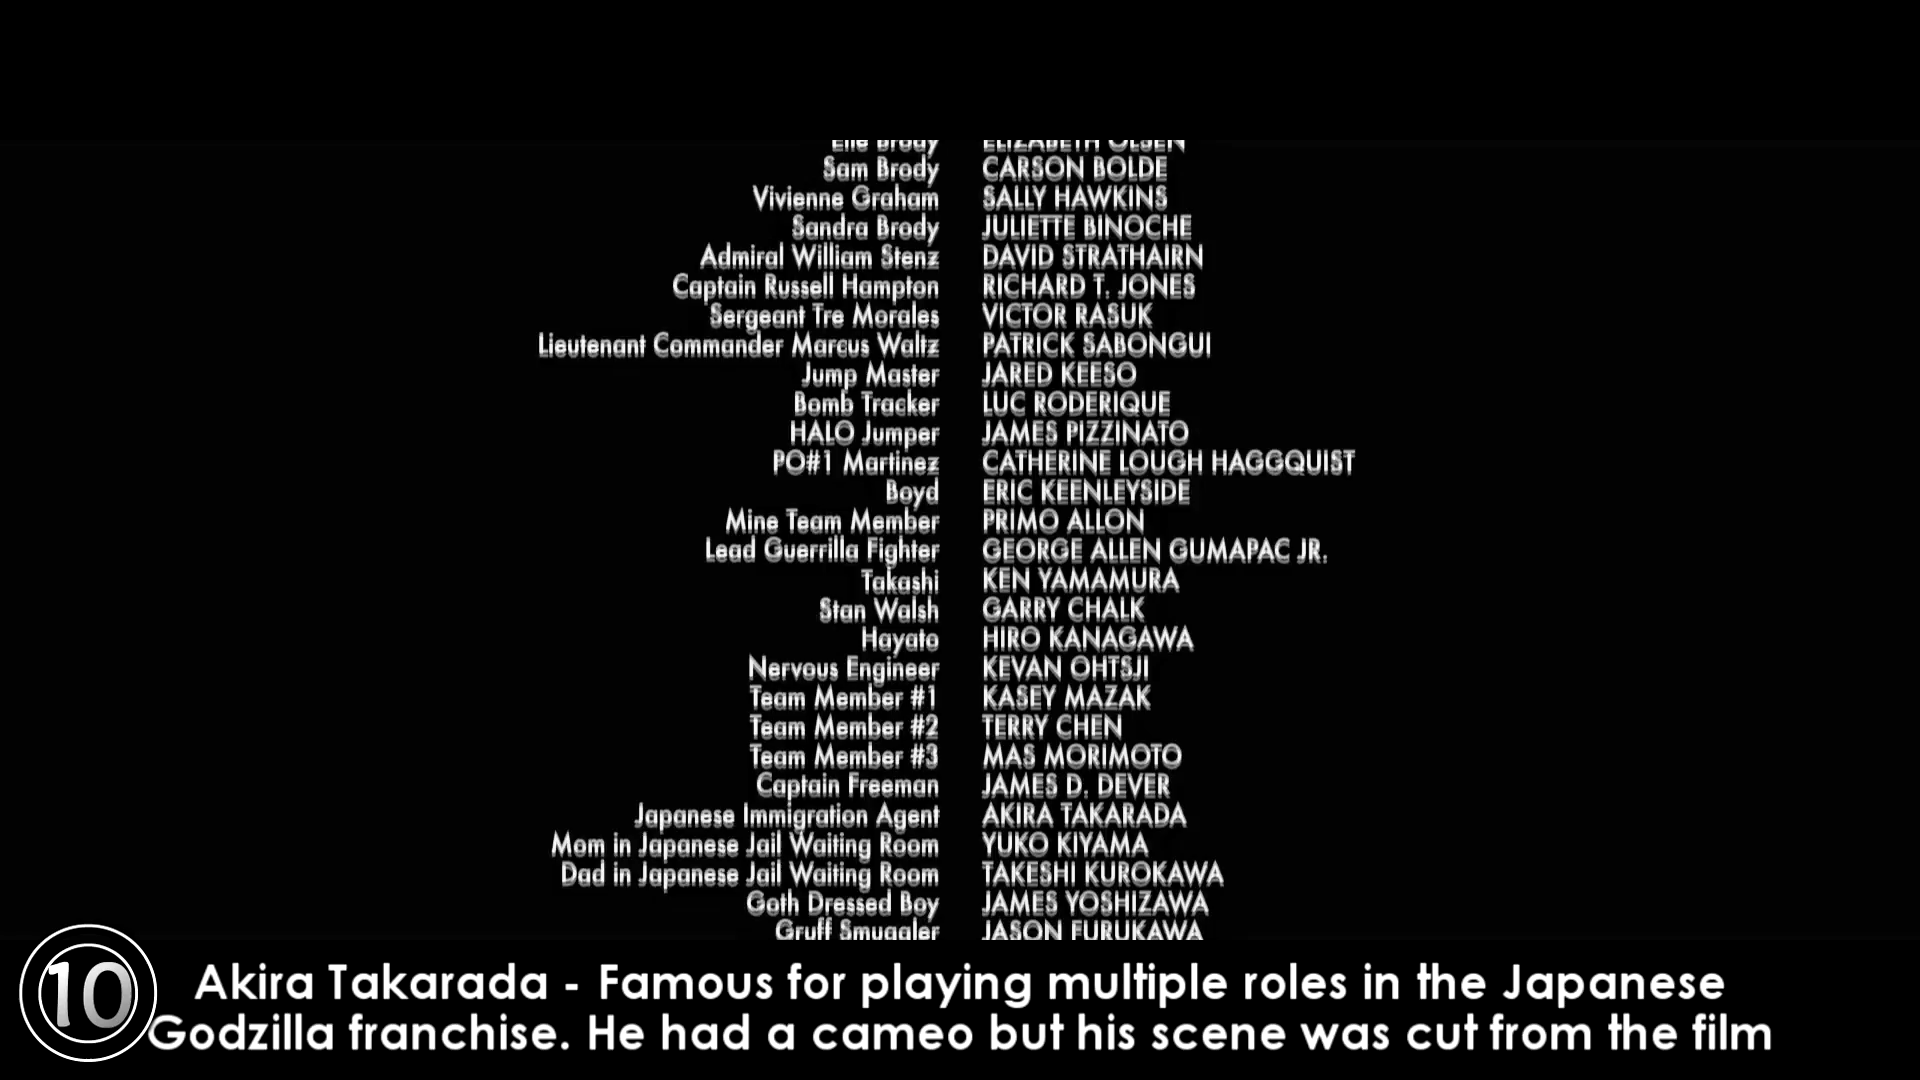 Elle Brody ELIZABETH OLSEN
Sam Brody CARSON BOLDE
Vivienne Graham SALLY HAWKINS
Sandra Brody JULIETTE BINOCHE
Admiral William Stenz DAVID STRATHAIRN
Captain Russell Hampton RICHARD T. JONES
Sergeant Tre Morales VICTOR RASUK
Lieutenant Commander Marcus Waltz PATRICK SABONGUI
Jump Master JARED KEESO
Bomb Tracker LUC RODERIQUE
HALO Jumper JAMES PIZZINATO
PO#1 Martinez CATHERINE LOUGH HAGGQUIST
Boyd ERIC KEENLEYSIDE
Mine Team Member PRIMO ALLON
Lead Guerrilla Fighter GEORGE ALLEN GUMAPAC JR.
Takashi KEN YAMAMURA
Stan Walsh GARRY CHALK
Hayato HIRO KANAGAWA
Nervous Engineer KEVAN OHTSJI
Team Member #1 KASEY MAZAK
Team Member #2 TERRY CHEN
Team Member #3 MAS MORIMOTO
Captain Freeman JAMES D. DEVER
Japanese Immigration Agent AKIRA TAKARADA
Mom in Japanese Jail Waiting Room YUKO KIYAMA
Dad in Japanese Jail Waiting Room TAKESHI KUROKAWA
Goth Dressed Boy JAMES YOSHIZAWA
Gruff Smuggler JASON FURUKAWA
10
Akira Takarada - Famous for playing multiple roles in the Japanese
Godzilla franchise. He had a cameo but his scene was cut from the film